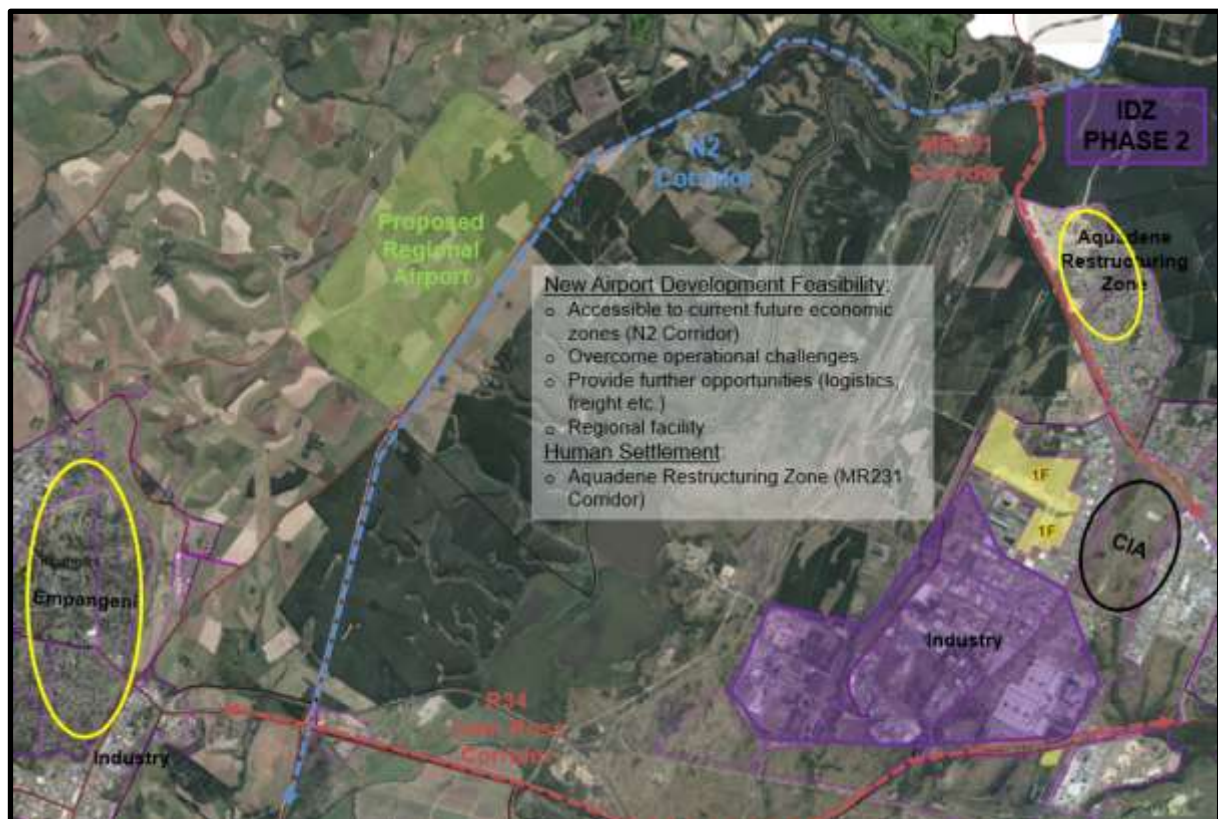 IDZ
PHASE 2
N2
Corridor
MR231
Corridor
Proposed
Regional
Airport
Aquadene
Restructuring
Zone
New Airport Development Feasibility:
o Accessible to current future economic
zones (N2 Corridor)
o Overcome operational challenges
o Provide further opportunities (logistics,
freight etc.)
o Regional facility
Human Settlement:
o Aquadene Restructuring Zone (MR231
Corridor)
1F
1F
CIA
Empangeni
Industry
R34
Corridor
Industry